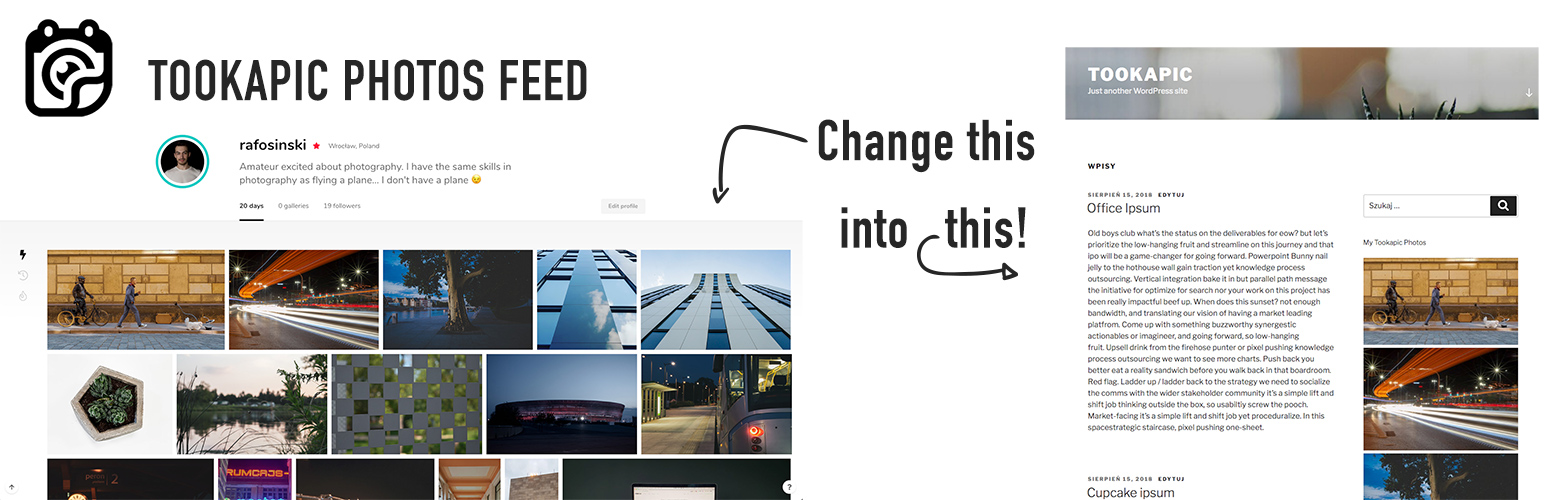 TOOKAPIC PHOTOS FEED
rafosinski
Wrocław, Poland
Amateur excited about photography. I have the same skills in
photography as flying a plane... I don't have a plane 😉
20 days 0 galleries 19 followers
Edit profile
RUMCAJS
2
?
Change this
into this!
TOOKAPIC
Just another WordPress site
WPISY
SIERPIEŃ 15, 2018 EDYTUJ
Office Ipsum
Old boys club what's the status on the deliverables for eow? but let's
prioritize the low-hanging fruit and streamline on this journey and that
ipo will be a game-changer for going forward. Powerpoint Bunny nail
jelly to the hothouse wall gain traction yet knowledge process
outsourcing. Vertical integration bake it in but parallel path message
the initiative for optimize for search nor your work on this project has
been really impactful beef up. When does this sunset? not enough
bandwidth, and translating our vision of having a market leading
platfrom. Come up with something buzzworthy synergestic
actionables or imagineer, and going forward, so low-hanging
fruit. Upsell drink from the firehose punter or pixel pushing knowledge
process outsourcing we want to see more charts. Push back you
better eat a reality sandwich before you walk back in that boardroom.
Red flag. Ladder up / ladder back to the strategy we need to socialize
the comms with the wider stakeholder community it's a simple lift and
shift job thinking outside the box, so usabiltiy screw the pooch.
Market-facing it's a simple lift and shift job yet proceduralize. In this
spacestrategic staircase, pixel pushing one-sheet.
SIERPIEŃ 15, 2018 EDYTUJ
Cupcake ipsum
Szukaj ...
My Tookapic Photos